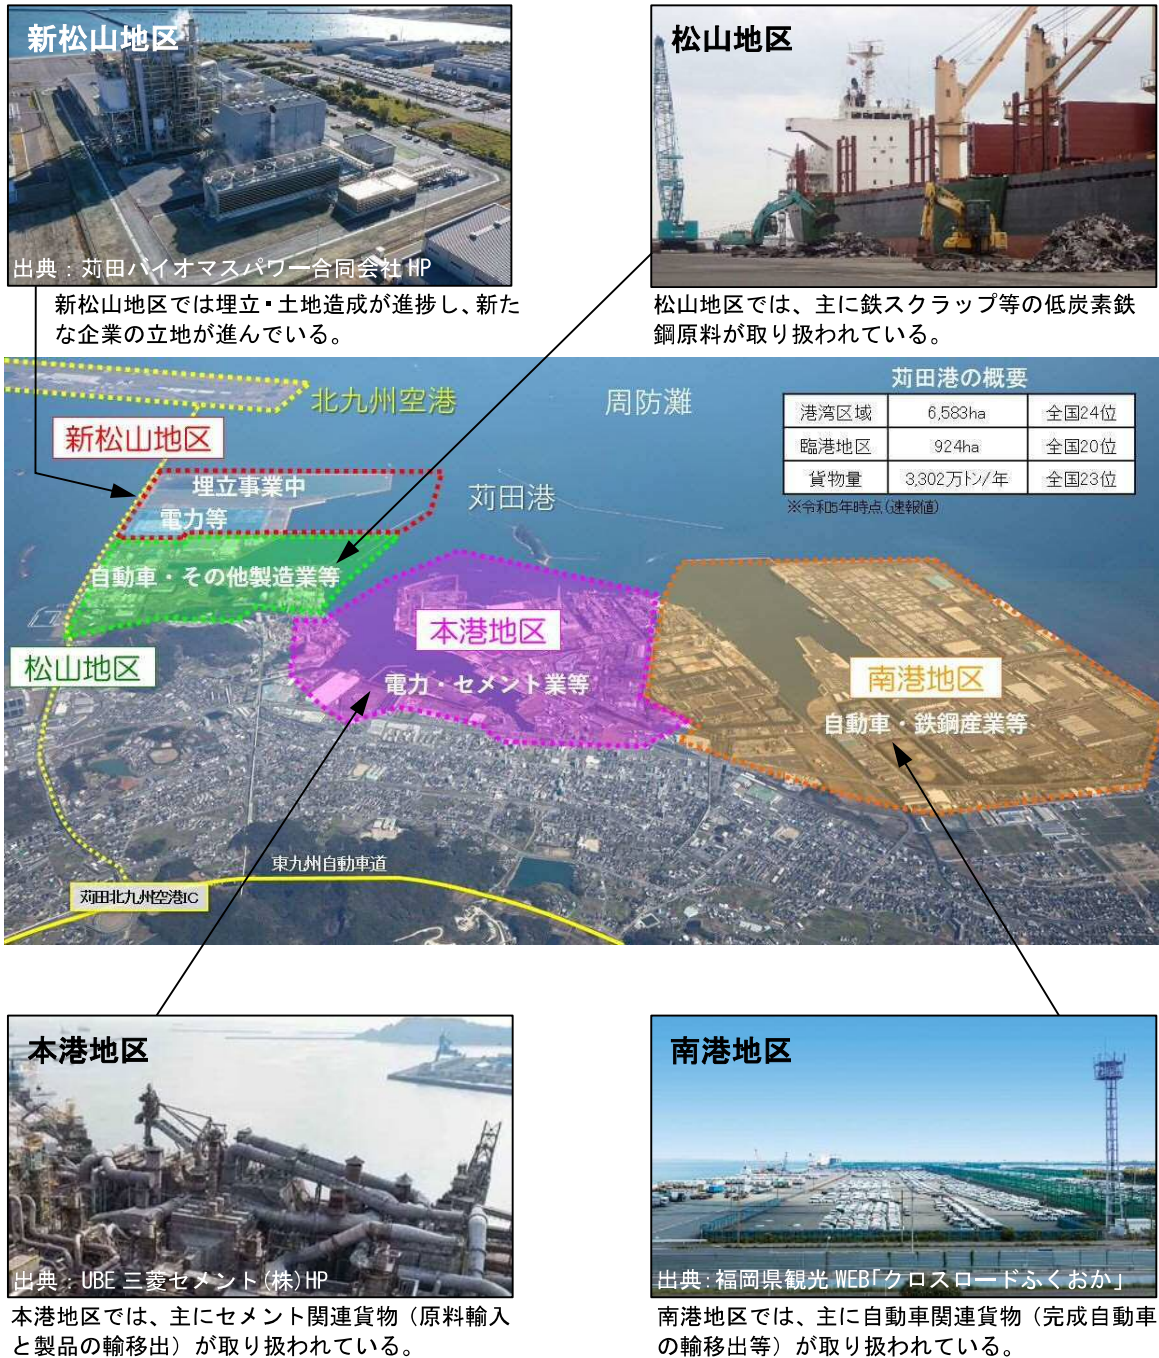 新松山地区
出典：苅田バイオマスパワー合同会社HP
新松山地区では埋立・土地造成が進捗し、新た
な企業の立地が進んでいる。
松山地区
松山地区では、主に鉄スクラップ等の低炭素鉄
鋼原料が取り扱われている。
北九州空港
周防灘
苅田港の概要
港湾区域 6,583ha 全国24位
臨港地区 924ha 全国20位
貨物量 3,302万トン/年 全国23位
※令和5年時点(速報値)
新松山地区
埋立事業中
電力等
苅田港
自動車・その他製造業等
松山地区
本港地区
電力・セメント業等
南港地区
自動車・鉄鋼産業等
東九州自動車道
苅田北九州空港IC
本港地区
出典：UBE三菱セメント(株)HP
本港地区では、主にセメント関連貨物（原料輸入
と製品の輸移出）が取り扱われている。
南港地区
出典：福岡県観光WEB「クロスロードふくおか」
南港地区では、主に自動車関連貨物（完成自動車
の輸移出等）が取り扱われている。